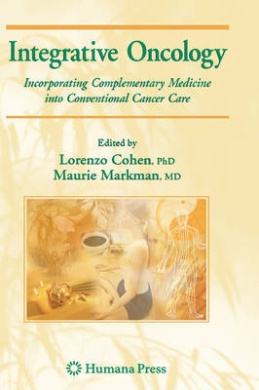 Integrative Oncology
Incorporating Complementary Medicine
into Conventional Cancer Care
Edited by
Lorenzo Cohen, PhD
Maurie Markman, MD
Humana Press